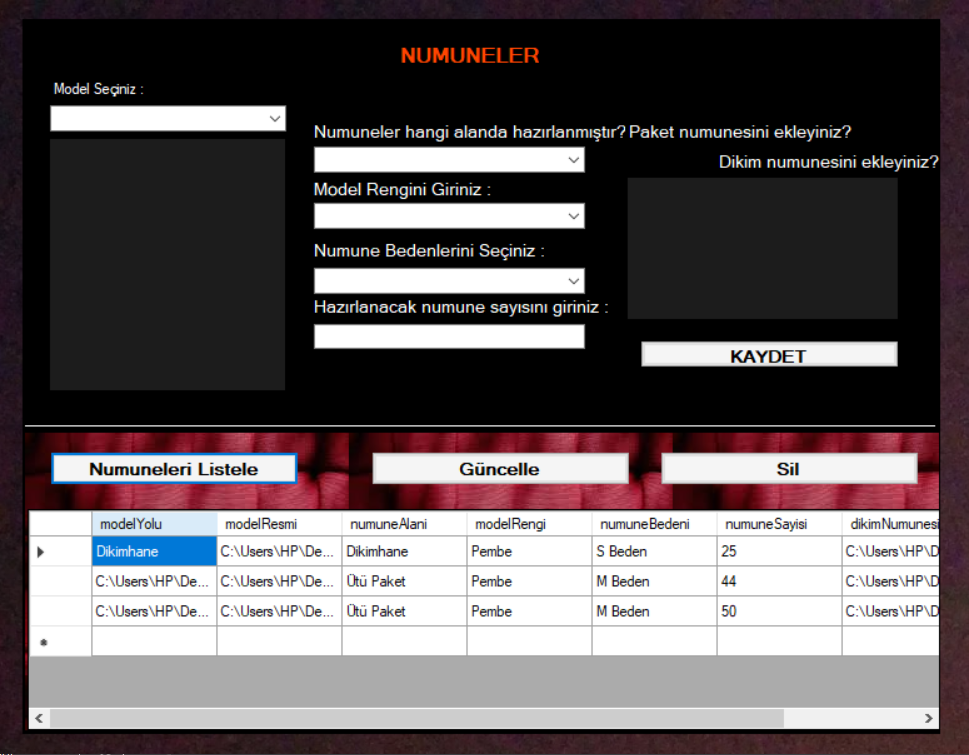 NUMUNELER
Model Seçiniz :
Numuneler hangi alanda hazırlanmıştır? Paket numunesini ekleyiniz?
Dikim numunesini ekleyiniz?
Model Rengini Giriniz :
Numune Bedenlerini Seçiniz :
Hazırlanacak numune sayısını giriniz :
KAYDET
Numuneleri Listele Güncelle Sil
modelYolu modelResmi numuneAlani modelRengi numuneBedeni numuneSayisi dikimNumunesi
Dikimhane C:\Users\HP\De... Dikimhane Pembe S Beden 25 C:\Users\HP\D
C:\Users\HP\De... C:\Users\HP\De... Ütü Paket Pembe M Beden 44 C:\Users\HP\D
C:\Users\HP\De... C:\Users\HP\De... Ütü Paket Pembe M Beden 50 C:\Users\HP\D